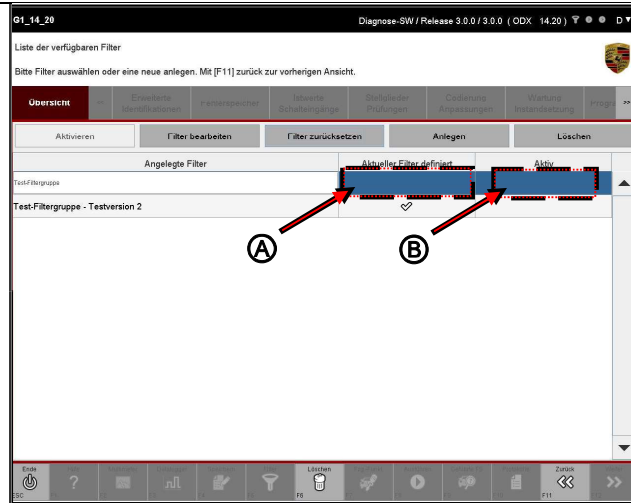 G1_14_20
Diagnose-SW / Release 3.0.0 / 3.0.0 ( ODX 14.20 ) D
Liste der verfügbaren Filter
Bitte Filter auswählen oder eine neue anlegen. Mit [F11] zurück zur vorherigen Ansicht.
Übersicht Erweiterte Identifikationen Fehlerspeicher Istwerte Schalteingänge Stellglieder Prüfungen Codierung Anpassungen Wartung Instandsetzung >>
Aktivieren Filter bearbeiten Filter zurücksetzen Anlegen Löschen
Angelegte Filter Aktueller Filter definiert Aktiv
Test-Filtergruppe
Test-Filtergruppe - Testversion 2
A B
Ende Löschen Zurück
? 
ESC F6 F11